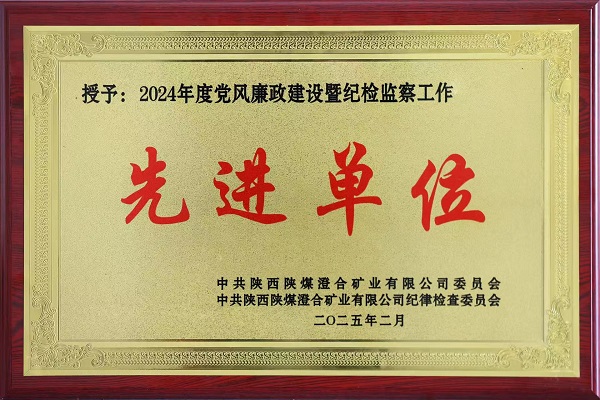 授予：2024年度党风廉政建设暨纪检监察工作
先进单位
中共陕西陕煤澄合矿业有限公司委员会
中共陕西陕煤澄合矿业有限公司纪律检查委员会
二〇二五年二月